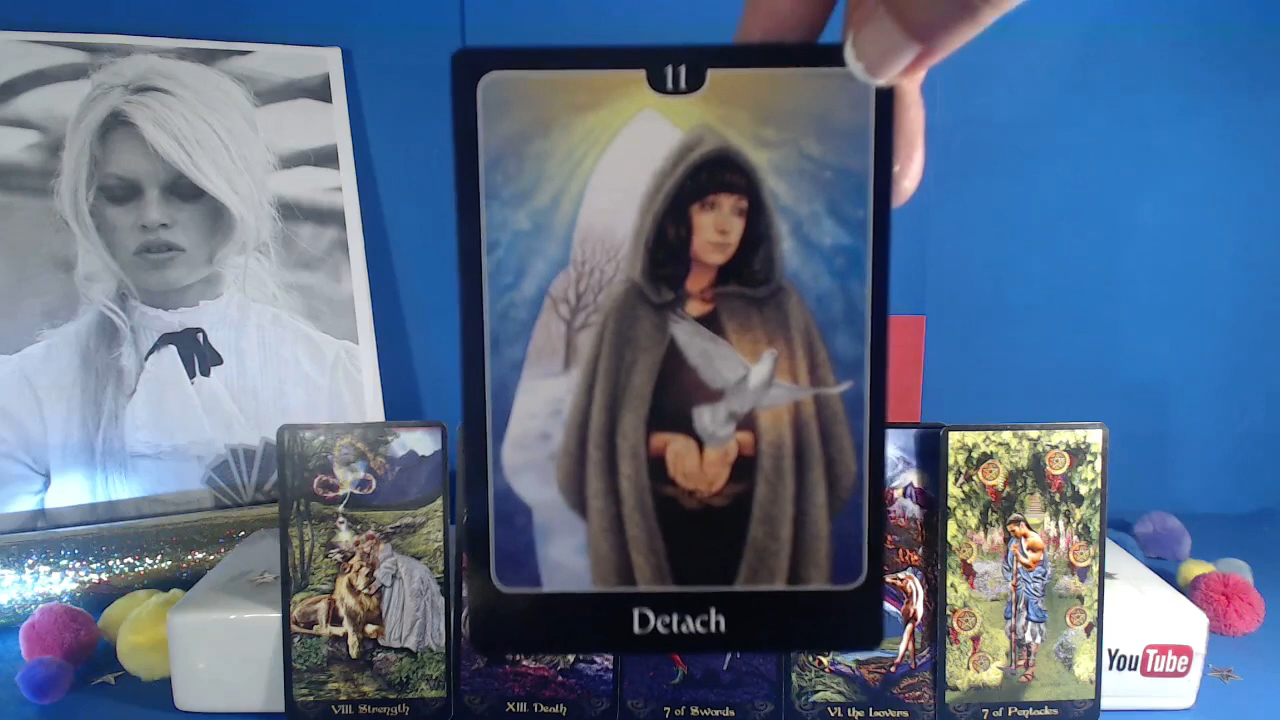 11
Detach
VIII. Strength
XIII. Death
7 of Swords
VI. the Lovers
7 of Pentacles
YouTube